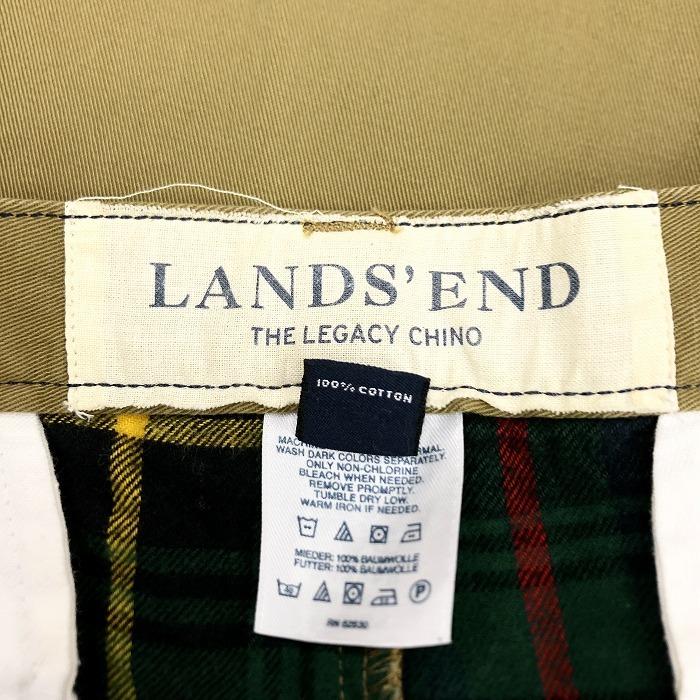 LANDS' END
THE LEGACY CHINO
100% COTTON
WASH DARK COLORS SEPARATELY.
ONLY NON-CHLORINE
BLEACH WHEN NEEDED.
REMOVE PROMPTLY.
TUMBLE DRY LOW.
WARM IRON IF NEEDED.
MIEDER: 100% BAUMWOLLE
FUTTER: 100% BAUMWOLLE
P